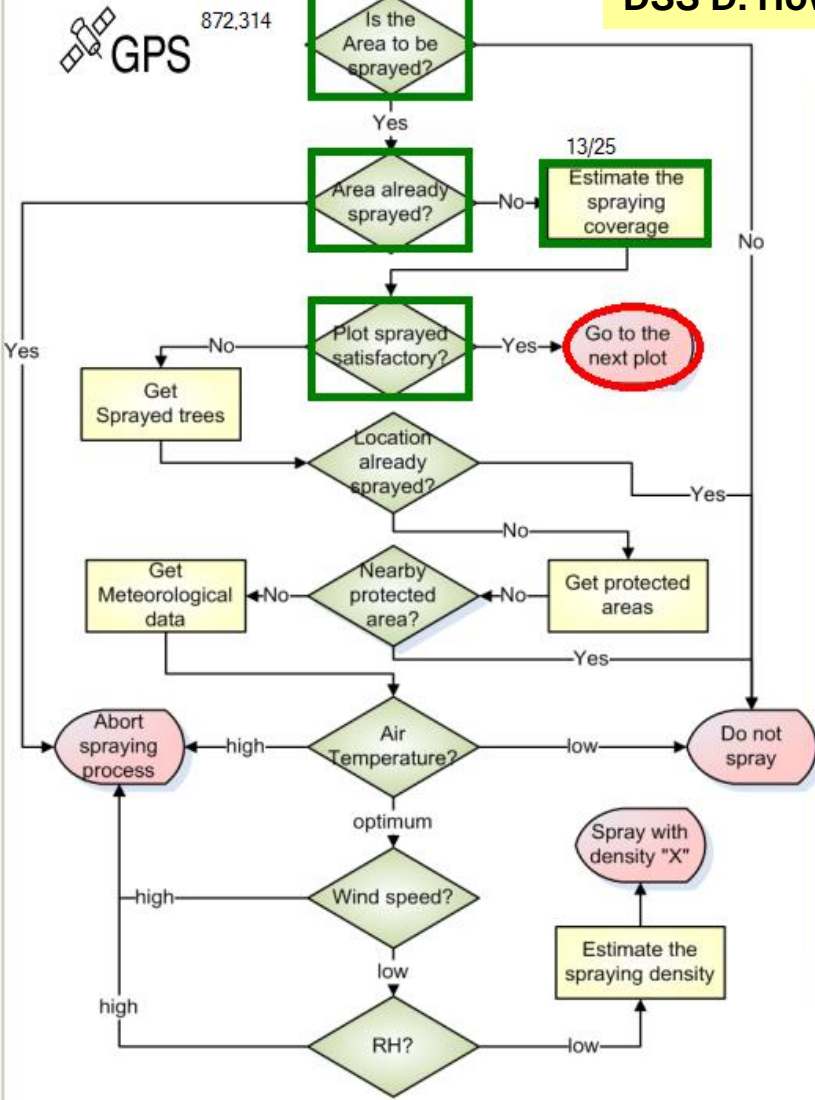 DSS D. How
872,314
GPS
Is the
Area to be
sprayed?
Yes
13/25
Area already
sprayed?
No
Estimate the
spraying
coverage
No
Yes
No
Plot sprayed
satisfactory?
Yes
Go to the
next plot
Get
Sprayed trees
Location
already
sprayed?
Yes
No
Get
Meteorological
data
No
Nearby
protected
area?
No
Get protected
areas
Yes
Abort
spraying
process
high
Air
Temperature?
low
Do not
spray
optimum
Spray with
density "X"
high
Wind speed?
low
Estimate the
spraying density
high
RH?
low